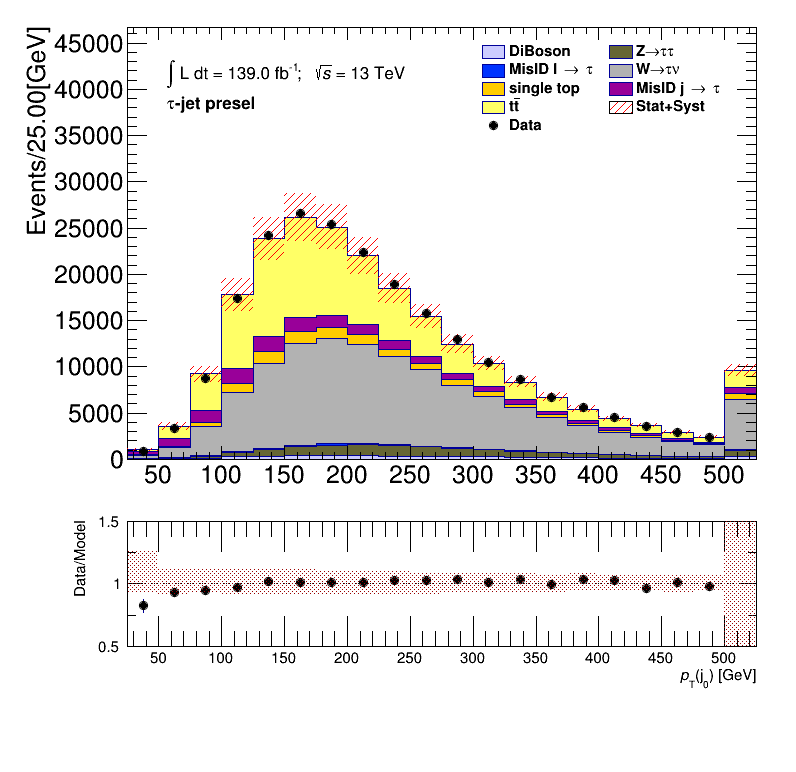 Events/25.00[GeV]
45000
40000
35000
30000
25000
20000
15000
10000
5000
0
∫ L dt = 139.0 fb⁻¹; √s = 13 TeV
τ-jet presel
DiBoson
Z→ττ
MisID l → τ
W→τν
single top
MisID j → τ
tt̄
Stat+Syst
Data
50 100 150 200 250 300 350 400 450 500
Data/Model
1.5
1
0.5
50 100 150 200 250 300 350 400 450 500
p_T(j_0) [GeV]